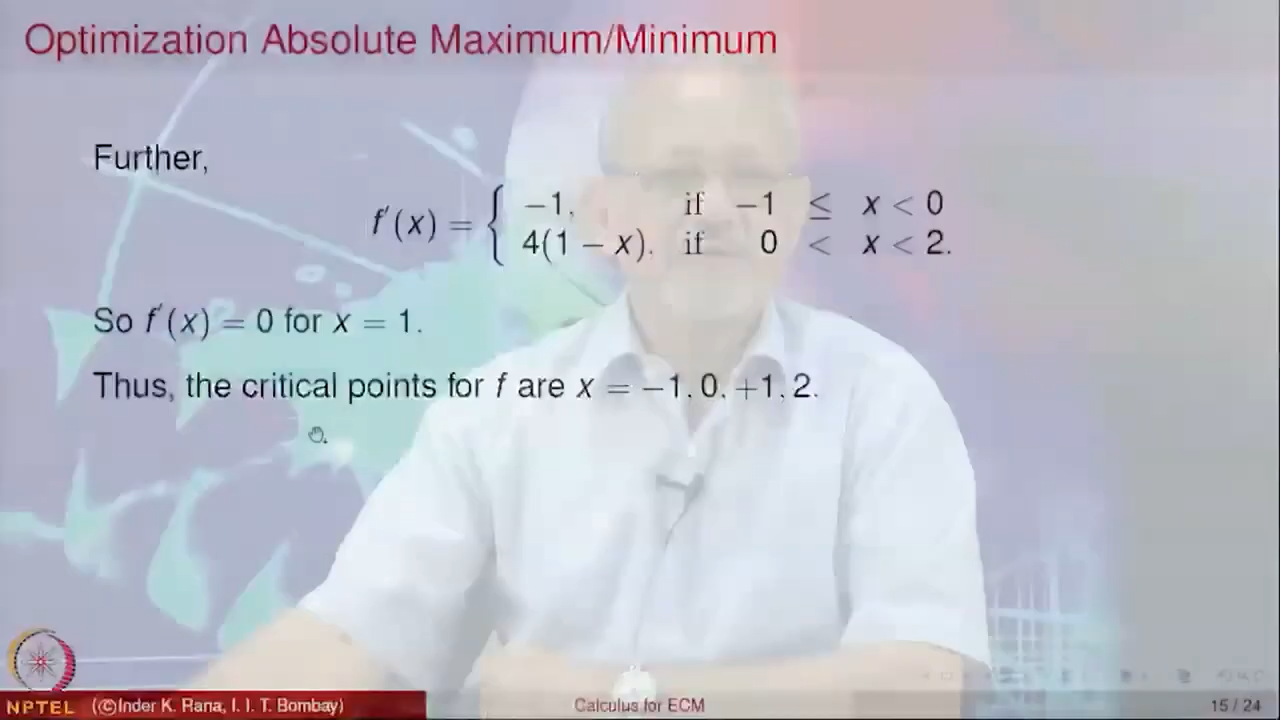 Optimization Absolute Maximum/Minimum
Further,
f′(x) = { −1, if −1 ≤ x < 0
4(1 − x). if 0 < x < 2.
So f′(x) = 0 for x = 1.
Thus, the critical points for f are x = −1, 0, +1, 2.
NPTEL (©Inder K. Rana, I. I. T. Bombay) Calculus for ECM 15 / 24